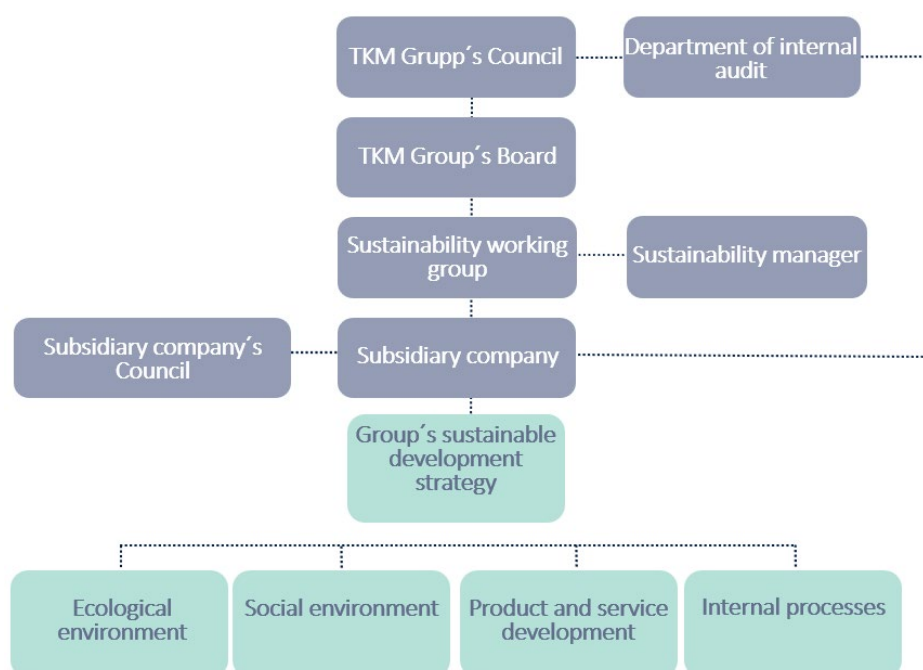 TKM Grupp´s Council
Department of internal
audit
TKM Group´s Board
Sustainability working
group
Sustainability manager
Subsidiary company´s
Council
Subsidiary company
Group´s sustainable
development
strategy
Ecological
environment
Social environment
Product and service
development
Internal processes